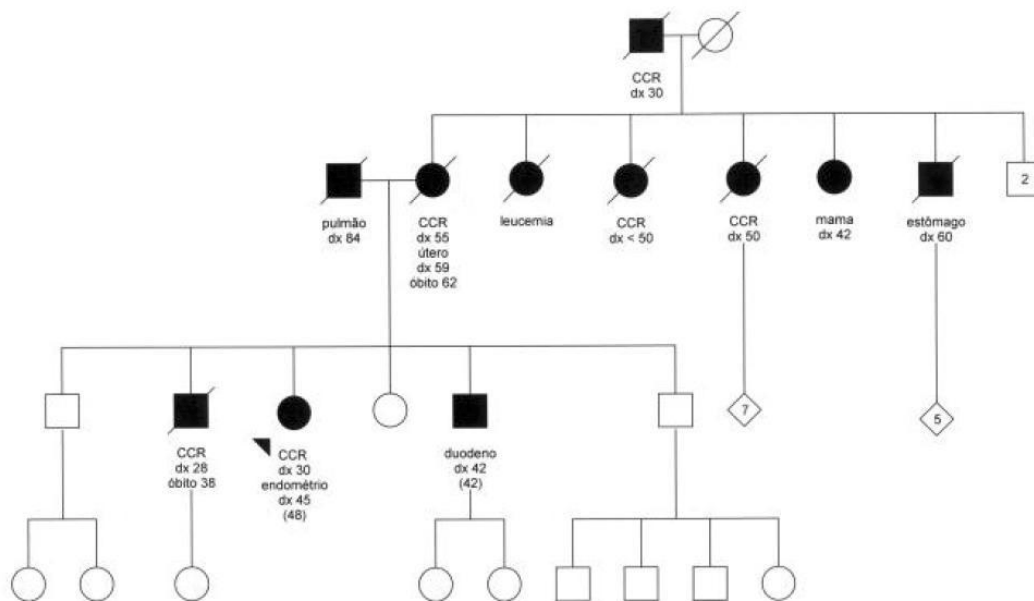 CCR
dx 30
2
pulmão
dx 84
CCR
dx 55
útero
dx 59
óbito 62
leucemia
CCR
dx < 50
CCR
dx 50
mama
dx 42
estômago
dx 60
7
5
CCR
dx 28
óbito 38
CCR
dx 30
endométrio
dx 45
(48)
duodeno
dx 42
(42)